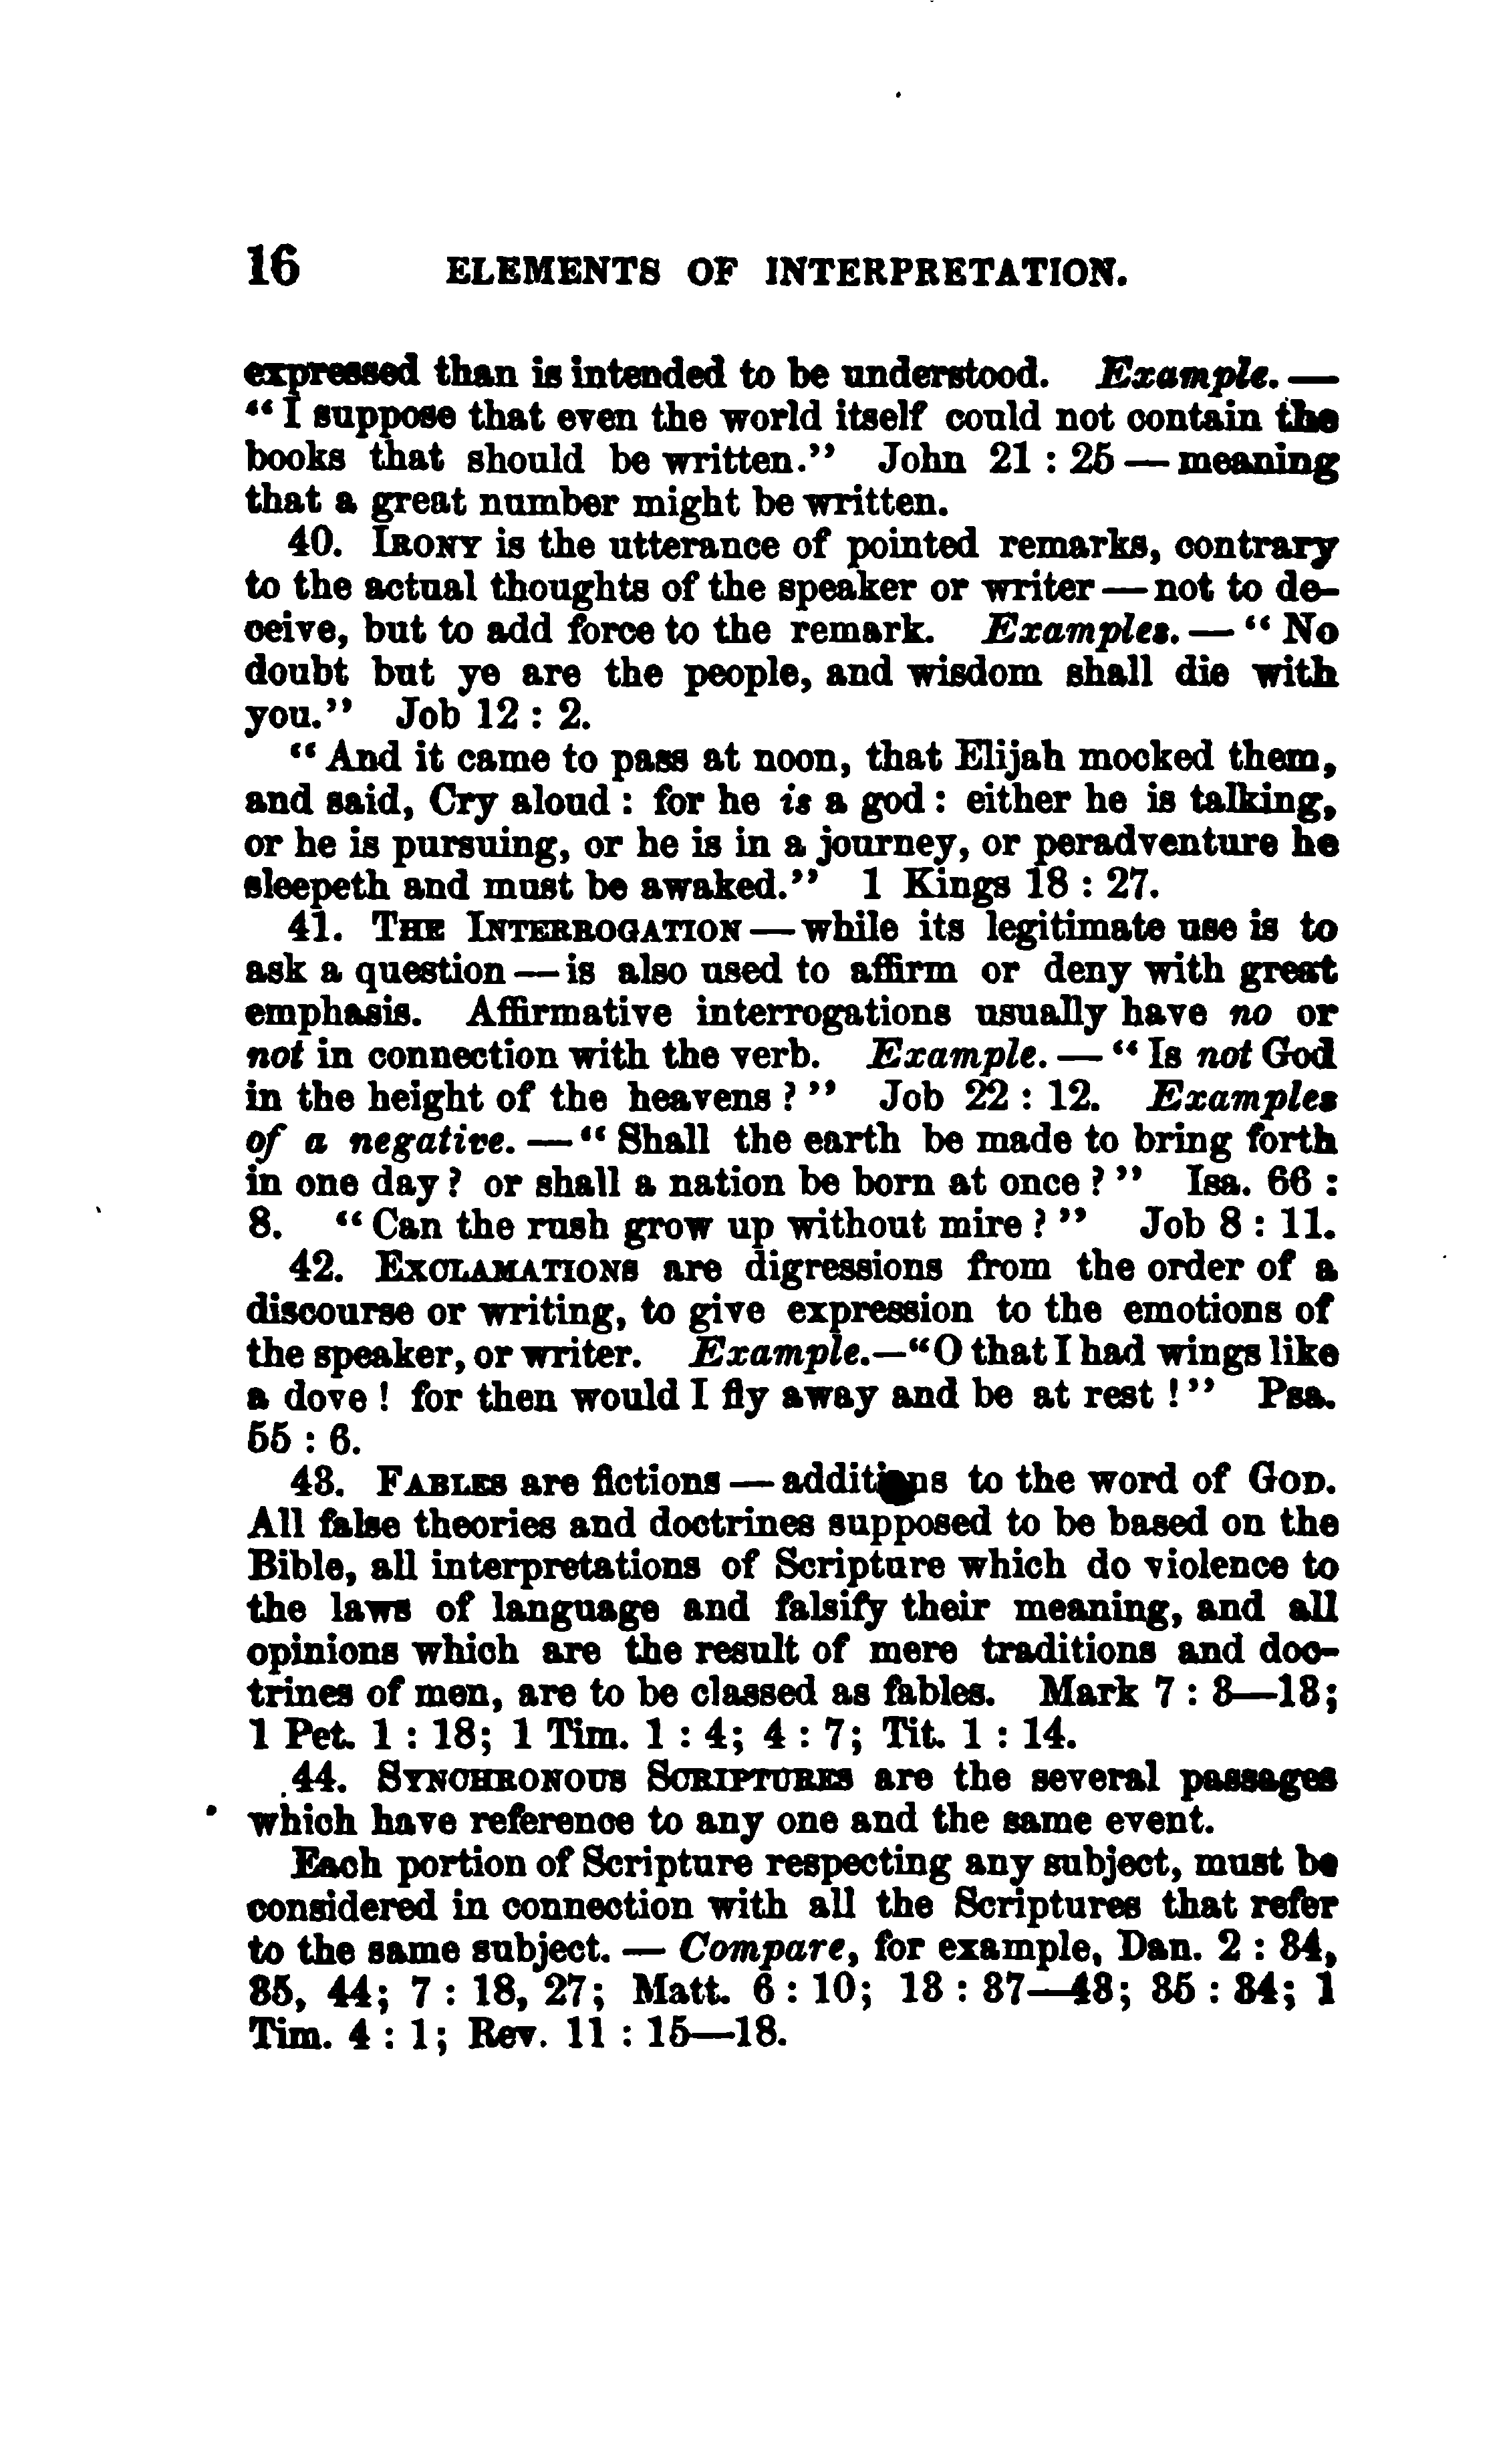 16 ELEMENTS OF INTERPRETATION.
expressed than is intended to be understood. Example. —
“ I suppose that even the world itself could not contain the
books that should be written.” John 21 : 25 — meaning
that a great number might be written.
40. IRONY is the utterance of pointed remarks, contrary
to the actual thoughts of the speaker or writer — not to de-
ceive, but to add force to the remark. Examples. — “ No
doubt but ye are the people, and wisdom shall die with
you.” Job 12 : 2.
“ And it came to pass at noon, that Elijah mocked them,
and said, Cry aloud : for he is a god : either he is talking,
or he is pursuing, or he is in a journey, or peradventure he
sleepeth and must be awaked.” 1 Kings 18 : 27.
41. THE INTERROGATION — while its legitimate use is to
ask a question — is also used to affirm or deny with great
emphasis. Affirmative interrogations usually have no or
not in connection with the verb. Example. — “ Is not God
in the height of the heavens ? ” Job 22 : 12. Examples
of a negative. — “ Shall the earth be made to bring forth
in one day ? or shall a nation be born at once ? ” Isa. 66 :
8. “ Can the rush grow up without mire ? ” Job 8 : 11.
42. EXCLAMATIONS are digressions from the order of a
discourse or writing, to give expression to the emotions of
the speaker, or writer. Example.—“O that I had wings like
a dove ! for then would I fly away and be at rest ! ” Psa.
55 : 6.
43. FABLES are fictions — additions to the word of GOD.
All false theories and doctrines supposed to be based on the
Bible, all interpretations of Scripture which do violence to
the laws of language and falsify their meaning, and all
opinions which are the result of mere traditions and doc-
trines of men, are to be classed as fables. Mark 7 : 8—13;
1 Pet. 1 : 18; 1 Tim. 1 : 4; 4 : 7; Tit. 1 : 14.
44. SYNCHRONOUS SCRIPTURES are the several passages
which have reference to any one and the same event.
Each portion of Scripture respecting any subject, must be
considered in connection with all the Scriptures that refer
to the same subject. — Compare, for example, Dan. 2 : 34,
35, 44; 7 : 18, 27; Matt. 6 : 10; 13 : 37—43; 35 : 34; 1
Tim. 4 : 1; Rev. 11 : 15—18.